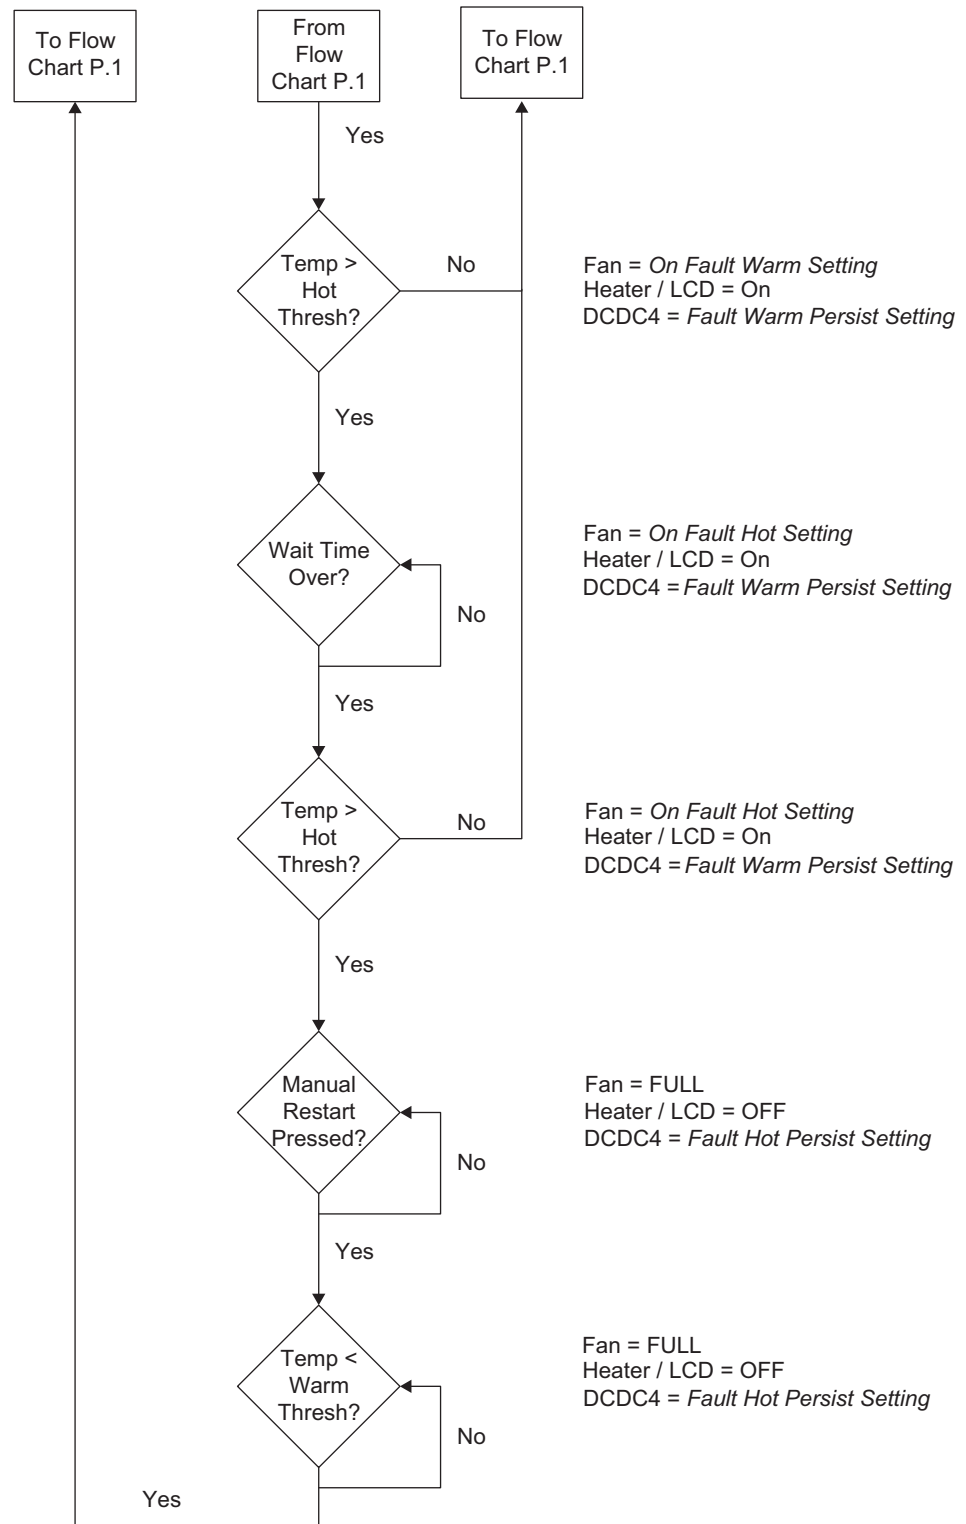 To Flow
Chart P.1
From
Flow
Chart P.1
To Flow
Chart P.1
Yes
Temp >
Hot
Thresh?
No
Fan = On Fault Warm Setting
Heater / LCD = On
DCDC4 = Fault Warm Persist Setting
Yes
Wait Time
Over?
No
Fan = On Fault Hot Setting
Heater / LCD = On
DCDC4 = Fault Warm Persist Setting
Yes
Temp >
Hot
Thresh?
No
Fan = On Fault Hot Setting
Heater / LCD = On
DCDC4 = Fault Warm Persist Setting
Yes
Manual
Restart
Pressed?
No
Fan = FULL
Heater / LCD = OFF
DCDC4 = Fault Hot Persist Setting
Yes
Temp <
Warm
Thresh?
No
Fan = FULL
Heater / LCD = OFF
DCDC4 = Fault Hot Persist Setting
Yes